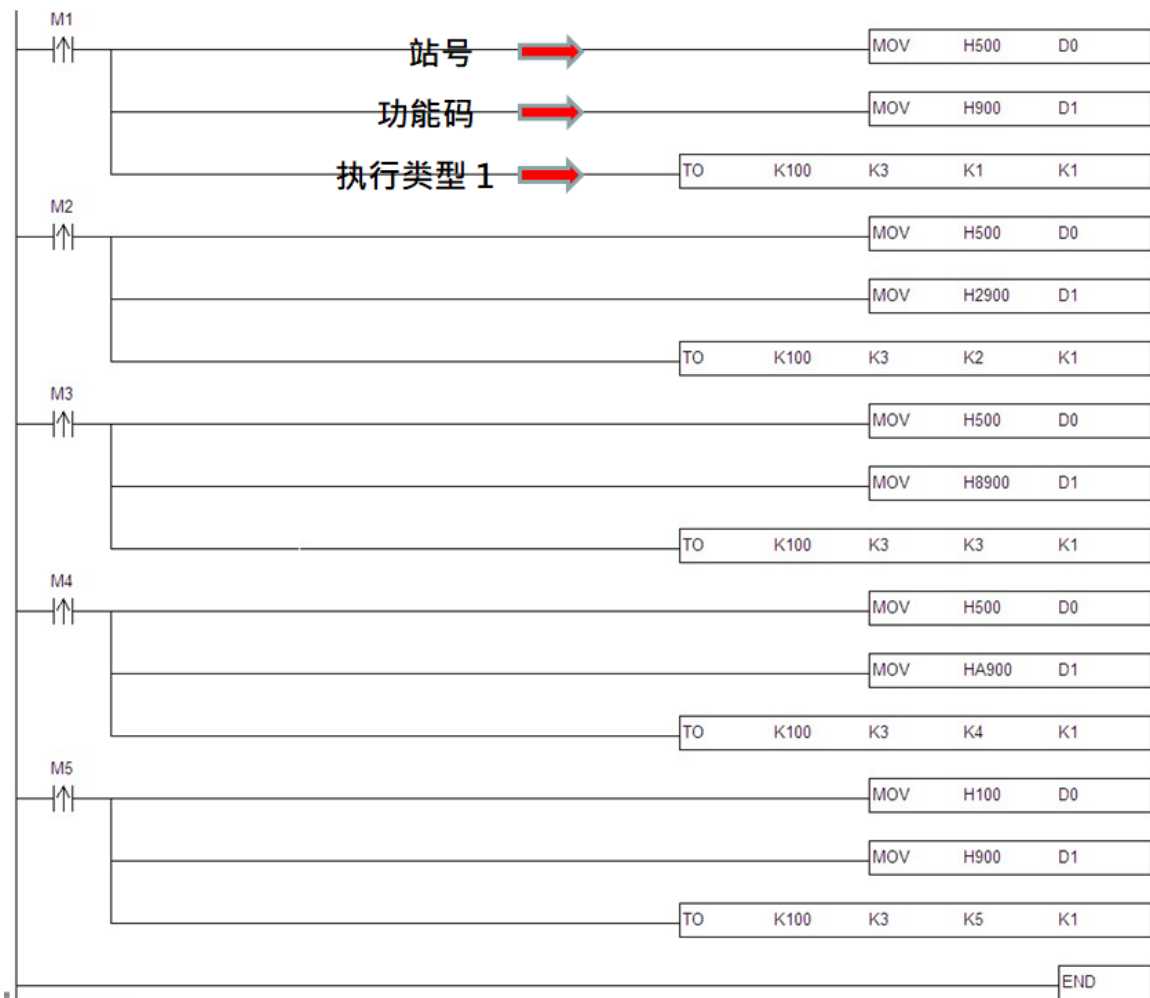 M1
站号 MOV H500 D0
功能码 MOV H900 D1
执行类型 1 TO K100 K3 K1 K1
M2
MOV H500 D0
MOV H2900 D1
TO K100 K3 K2 K1
M3
MOV H500 D0
MOV H8900 D1
TO K100 K3 K3 K1
M4
MOV H500 D0
MOV HA900 D1
TO K100 K3 K4 K1
M5
MOV H100 D0
MOV H900 D1
TO K100 K3 K5 K1
END